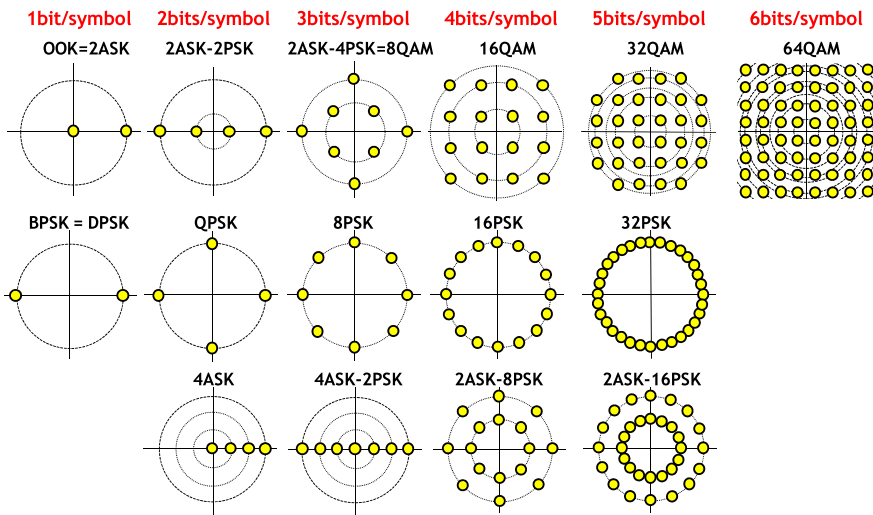 1bit/symbol 2bits/symbol 3bits/symbol 4bits/symbol 5bits/symbol 6bits/symbol
OOK=2ASK 2ASK-2PSK 2ASK-4PSK=8QAM 16QAM 32QAM 64QAM
BPSK = DPSK QPSK 8PSK 16PSK 32PSK
4ASK 4ASK-2PSK 2ASK-8PSK 2ASK-16PSK